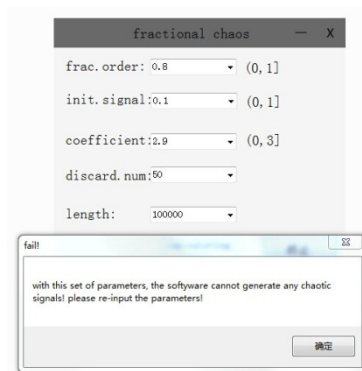 fractional chaos — X
frac.order: 0.8 (0,1]
init.signal:0.1 (0,1]
coefficient:2.9 (0,3]
discard.num:50
length: 100000
fail!
with this set of parameters, the softyware cannot generate any chaotic
signals! please re-input the parameters!
确定